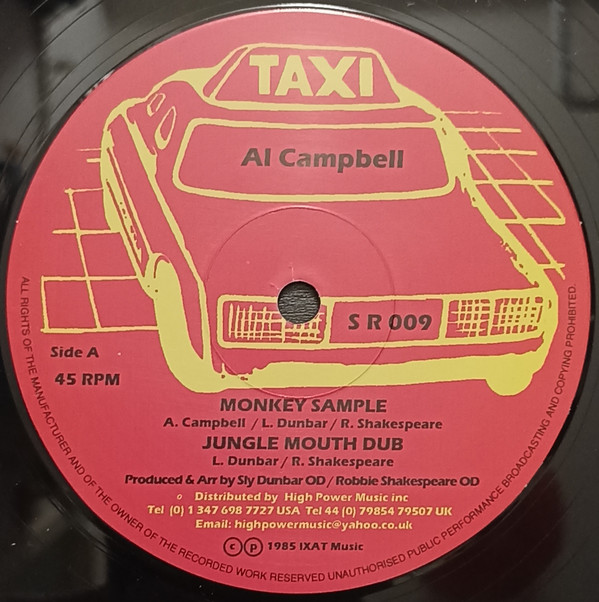 TAXI
Al Campbell
S R 009
Side A
45 RPM
MONKEY SAMPLE
A. Campbell / L. Dunbar / R. Shakespeare
JUNGLE MOUTH DUB
L. Dunbar / R. Shakespeare
Produced & Arr by Sly Dunbar OD / Robbie Shakespeare OD
Distributed by High Power Music inc
Tel (0) 1 347 698 7727 USA Tel 44 (0) 79854 79507 UK
Email: highpowermusic@yahoo.co.uk
© ℗ 1985 IXAT Music
ALL RIGHTS OF THE MANUFACTURER AND OF THE OWNER OF THE RECORDED WORK RESERVED UNAUTHORISED PUBLIC PERFORMANCE BROADCASTING AND COPYING PROHIBITED.